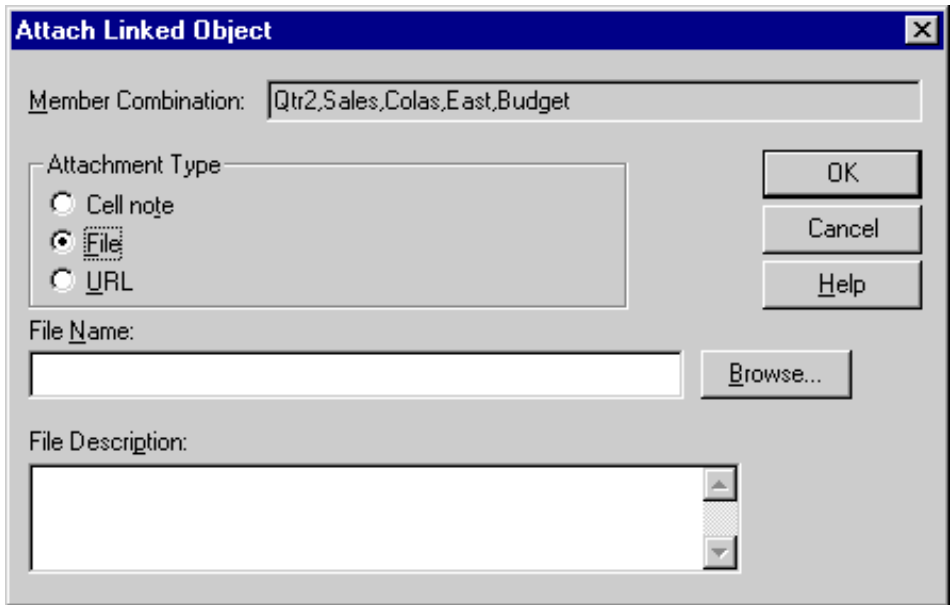 Attach Linked Object
Member Combination: Qtr2,Sales,Colas,East,Budget
Attachment Type
Cell note
File
URL
OK
Cancel
Help
File Name:
Browse...
File Description: